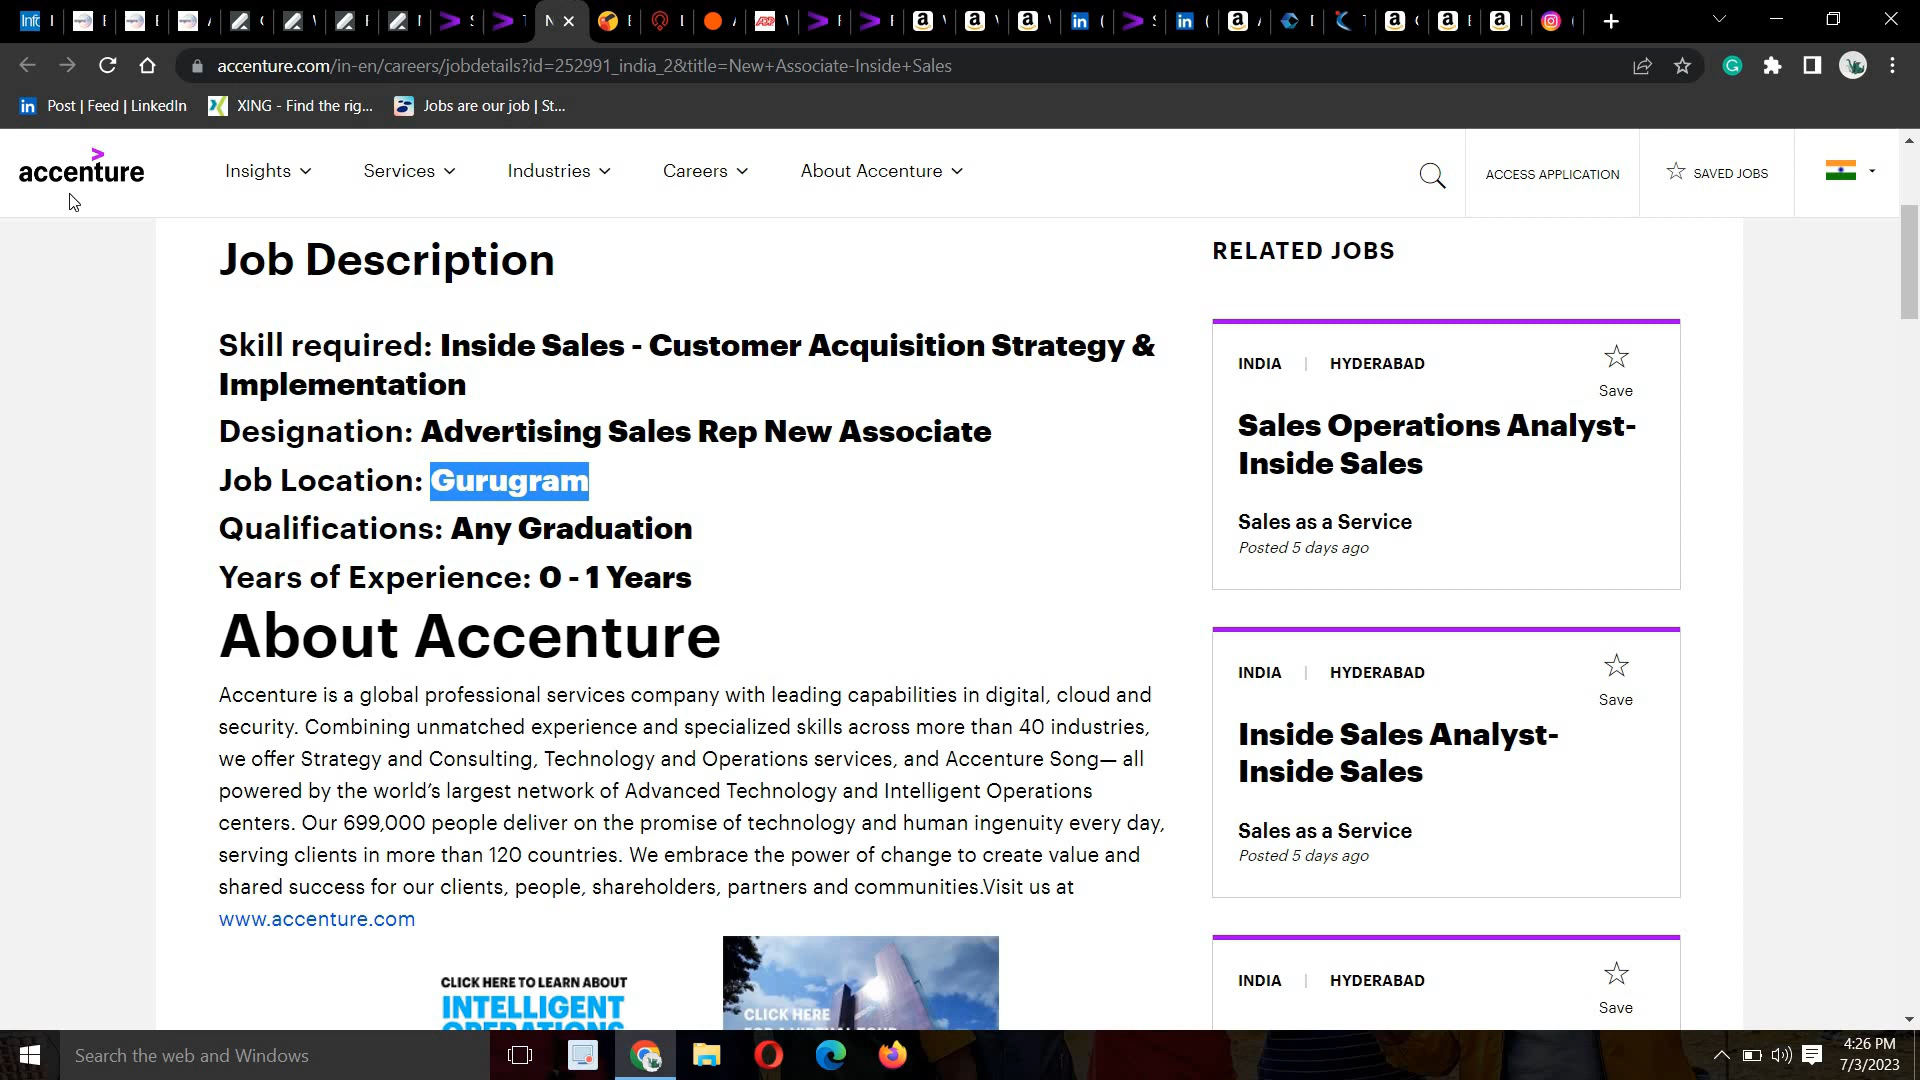 accenture.com/in-en/careers/jobdetails?id=252991_india_2&title=New+Associate-Inside+Sales
Post | Feed | LinkedIn
XING - Find the rig...
Jobs are our job | St...
accenture
Insights
Services
Industries
Careers
About Accenture
ACCESS APPLICATION
SAVED JOBS
Job Description
Skill required: Inside Sales - Customer Acquisition Strategy &
Implementation
Designation: Advertising Sales Rep New Associate
Job Location: Gurugram
Qualifications: Any Graduation
Years of Experience: 0 - 1 Years
About Accenture
Accenture is a global professional services company with leading capabilities in digital, cloud and
security. Combining unmatched experience and specialized skills across more than 40 industries,
we offer Strategy and Consulting, Technology and Operations services, and Accenture Song— all
powered by the world’s largest network of Advanced Technology and Intelligent Operations
centers. Our 699,000 people deliver on the promise of technology and human ingenuity every day,
serving clients in more than 120 countries. We embrace the power of change to create value and
shared success for our clients, people, shareholders, partners and communities.Visit us at
www.accenture.com
CLICK HERE TO LEARN ABOUT
INTELLIGENT
OPERATIONS
CLICK HERE
FOR A VIRTUAL TOUR
RELATED JOBS
INDIA | HYDERABAD
Save
Sales Operations Analyst-
Inside Sales
Sales as a Service
Posted 5 days ago
INDIA | HYDERABAD
Save
Inside Sales Analyst-
Inside Sales
Sales as a Service
Posted 5 days ago
INDIA | HYDERABAD
Save
Search the web and Windows
4:26 PM
7/3/2023